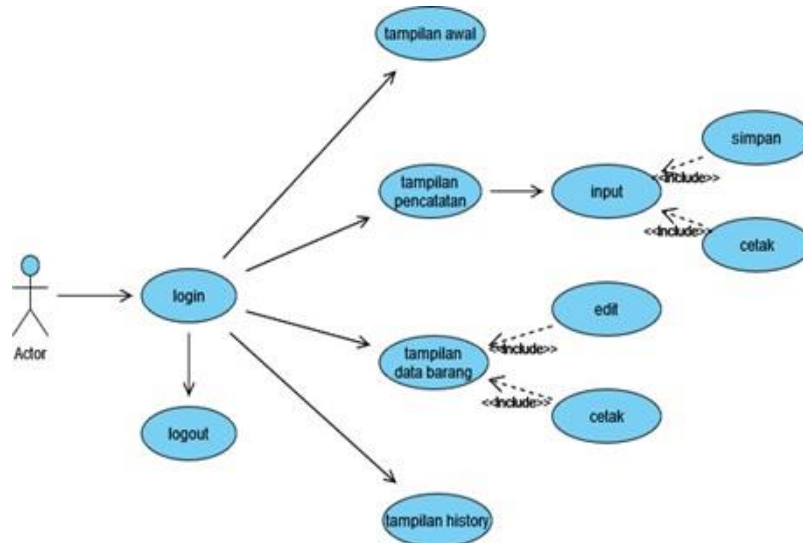 tampilan awal
simpan
tampilan
pencatatan
input
<<Include>>
<<Include>>
cetak
login
Actor
edit
tampilan
data barang
<<Include>>
<<Include>>
cetak
logout
tampilan history